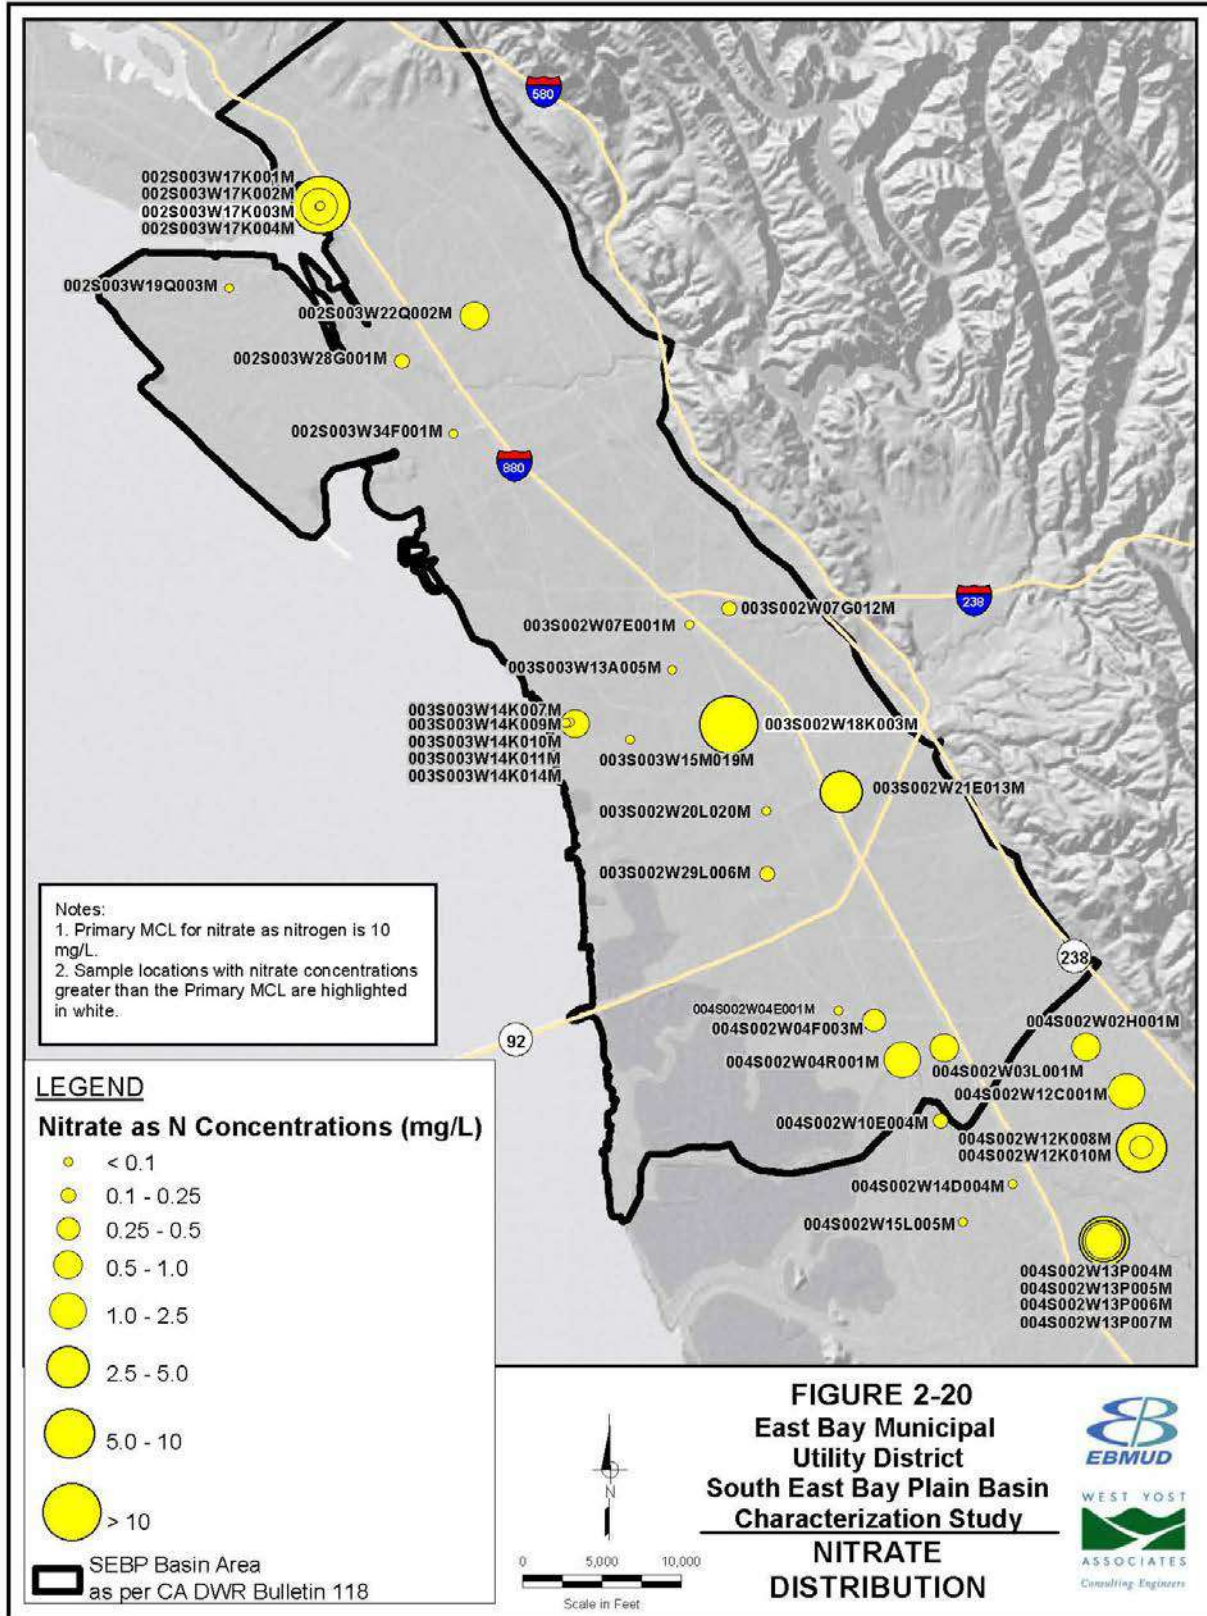 580
002S003W17K001M
002S003W17K002M
002S003W17K003M
002S003W17K004M
002S003W19Q003M
002S003W22Q002M
002S003W28G001M
002S003W34F001M
880
238
003S002W07G012M
003S002W07E001M
003S003W13A005M
003S003W14K007M
003S003W14K009M
003S003W14K010M
003S003W14K011M
003S003W14K014M
003S002W18K003M
003S003W15M019M
003S002W21E013M
003S002W20L020M
003S002W29L006M
Notes:
1. Primary MCL for nitrate as nitrogen is 10
mg/L.
2. Sample locations with nitrate concentrations
greater than the Primary MCL are highlighted
in white.
238
92
004S002W04E001M
004S002W04F003M
004S002W02H001M
004S002W04R001M
004S002W03L001M
004S002W12C001M
004S002W10E004M
004S002W12K008M
004S002W12K010M
004S002W14D004M
004S002W15L005M
004S002W13P004M
004S002W13P005M
004S002W13P006M
004S002W13P007M
LEGEND
Nitrate as N Concentrations (mg/L)
< 0.1
0.1 - 0.25
0.25 - 0.5
0.5 - 1.0
1.0 - 2.5
2.5 - 5.0
5.0 - 10
> 10
SEBP Basin Area
as per CA DWR Bulletin 118
N
0 5,000 10,000
Scale in Feet
FIGURE 2-20
East Bay Municipal
Utility District
South East Bay Plain Basin
Characterization Study
NITRATE
DISTRIBUTION
EBMUD
WEST YOST
ASSOCIATES
Consulting Engineers